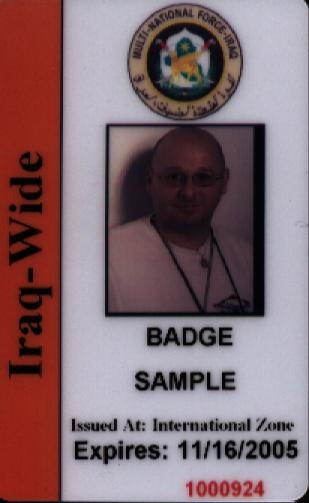 MULTI-NATIONAL FORCE-IRAQ
Iraq-Wide
BADGE
SAMPLE
Issued At: International Zone
Expires: 11/16/2005
1000924